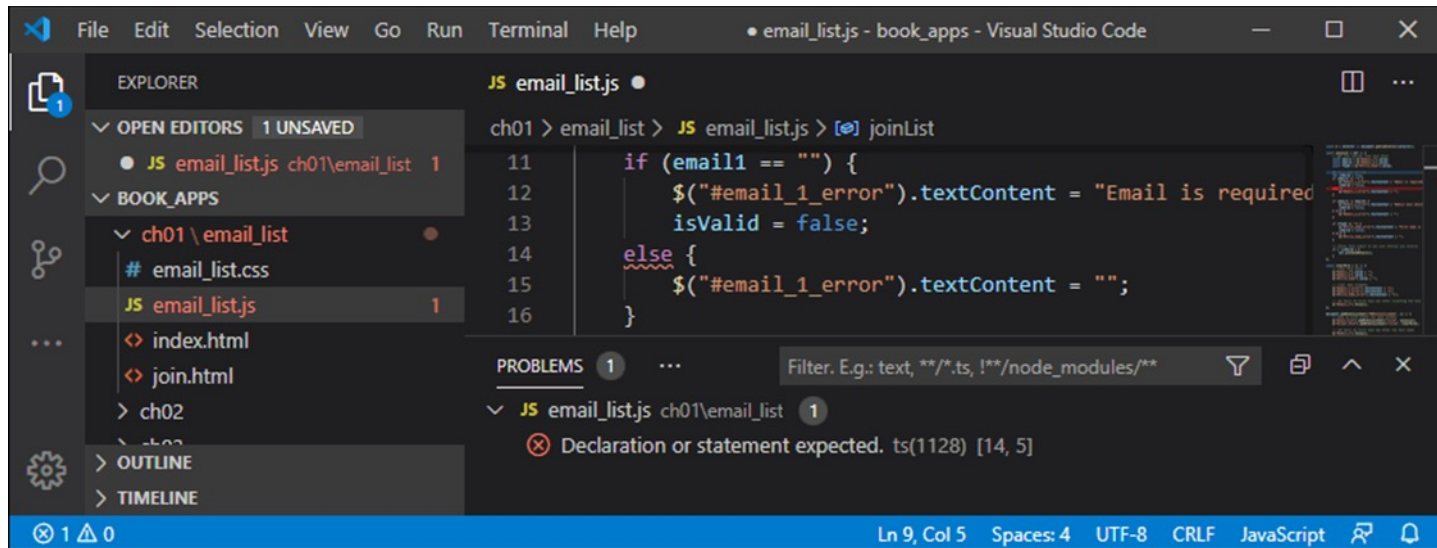 File Edit Selection View Go Run Terminal Help ● email_list.js - book_apps - Visual Studio Code
1
EXPLORER
OPEN EDITORS 1 UNSAVED
● JS email_list.js ch01\email_list 1
BOOK_APPS
ch01 \ email_list
# email_list.css
JS email_list.js 1
<> index.html
<> join.html
> ch02
> OUTLINE
> TIMELINE
JS email_list.js ●
ch01 > email_list > JS email_list.js > joinList
11 if (email1 == "") {
12 $("#email_1_error").textContent = "Email is required
13 isValid = false;
14 else {
15 $("#email_1_error").textContent = "";
16 }
PROBLEMS 1 ··· Filter. E.g.: text, **/*.ts, !**/node_modules/**
JS email_list.js ch01\email_list 1
Declaration or statement expected. ts(1128) [14, 5]
1 0 Ln 9, Col 5 Spaces: 4 UTF-8 CRLF JavaScript